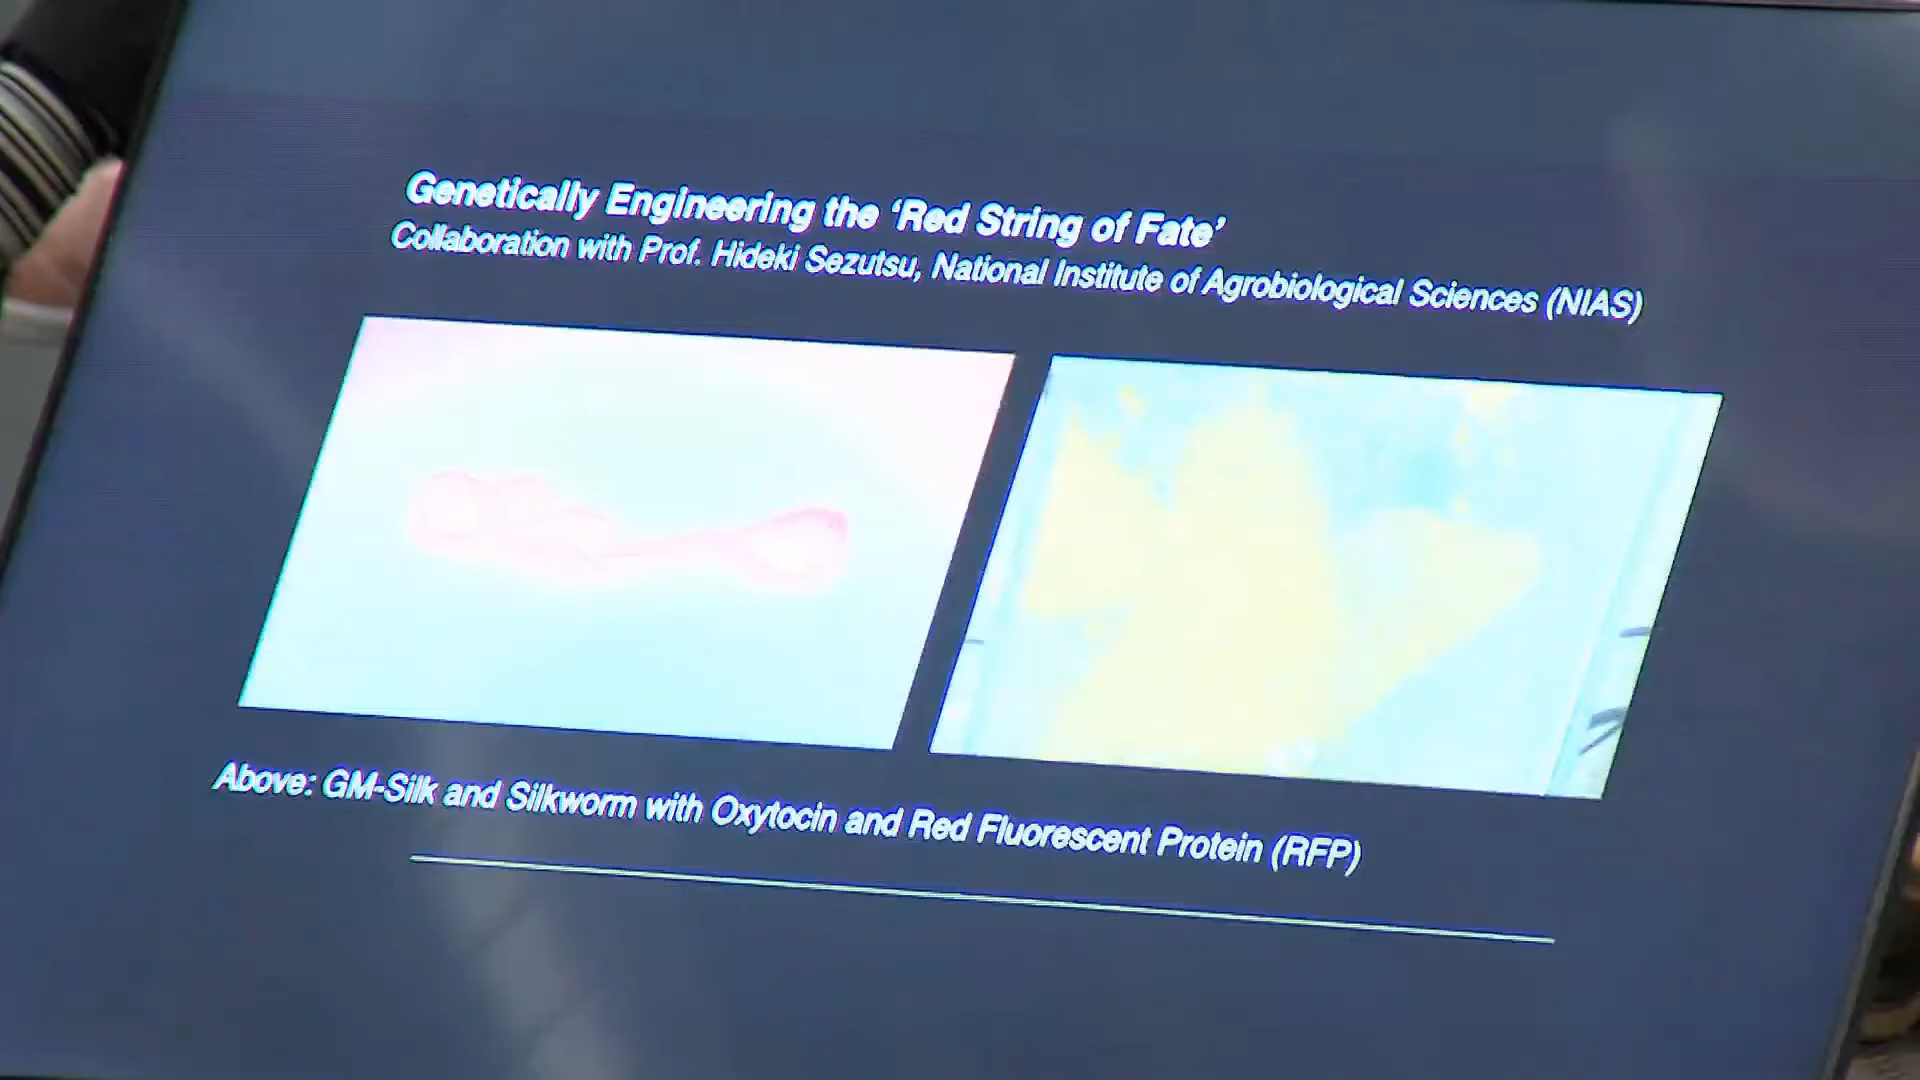 Genetically Engineering the ‘Red String of Fate’
Collaboration with Prof. Hideki Sezutsu, National Institute of Agrobiological Sciences (NIAS)
Above: GM-Silk and Silkworm with Oxytocin and Red Fluorescent Protein (RFP)